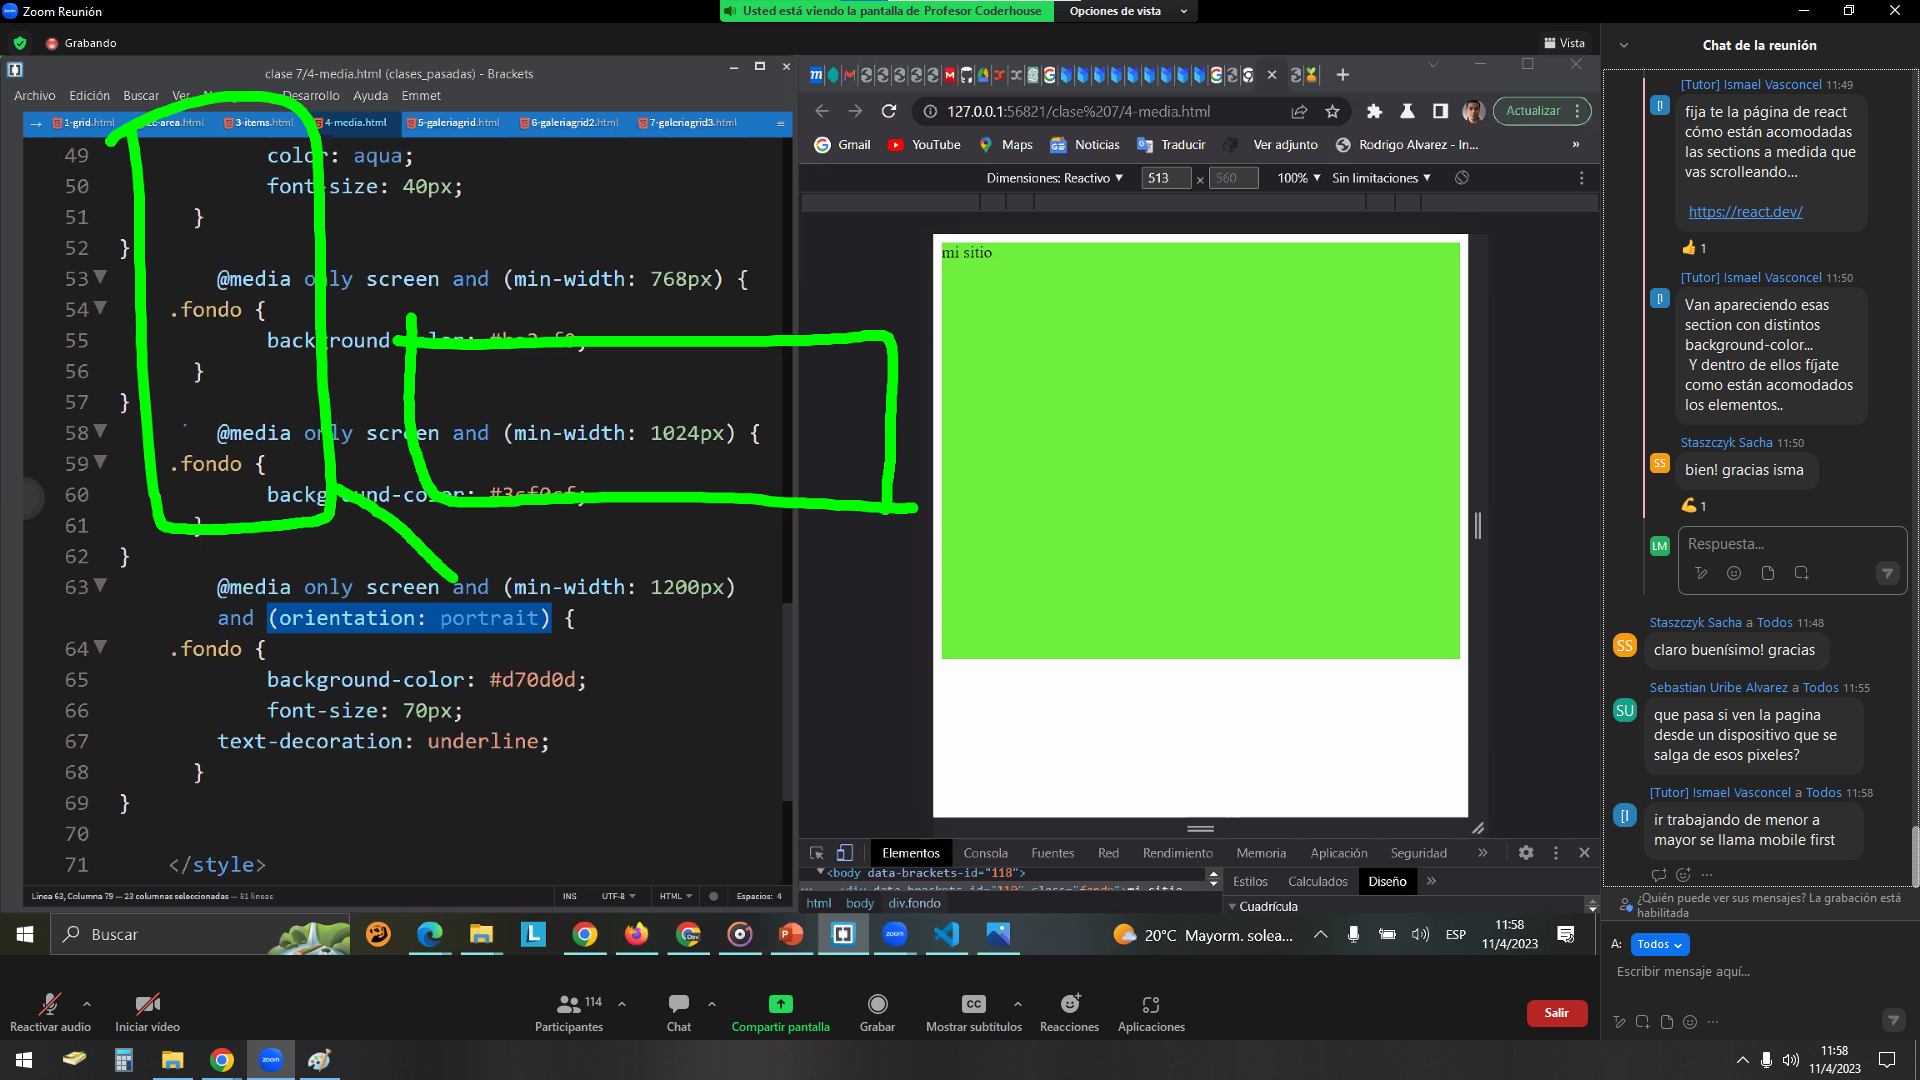 Zoom Reunión
Usted está viendo la pantalla de Profesor Coderhouse
Opciones de vista
Grabando
Vista
clase 7/4-media.html (clases_pasadas) - Brackets
Archivo Edición Buscar Ver Desarrollo Ayuda Emmet
1-grid.html 3-items.html 4-media.html 5-galeriagrid.html 6-galeriagrid2.html 7-galeriagrid3.html
49 color: aqua;
50 font-size: 40px;
51 }
52 }
53 @media only screen and (min-width: 768px) {
54 .fondo {
55 background-color:
56 }
57 }
58 @media only screen and (min-width: 1024px) {
59 .fondo {
60 background-color: #3cf0cf;
61 }
62 }
63 @media only screen and (min-width: 1200px)
and (orientation: portrait) {
64 .fondo {
65 background-color: #d70d0d;
66 font-size: 70px;
67 text-decoration: underline;
68 }
69 }
70
71 </style>
Línea 63, Columna 79 — 23 columnas seleccionadas — 81 líneas
INS UTF-8 HTML Espacios: 4
127.0.0.1:56821/clase%207/4-media.html
Actualizar
Gmail YouTube Maps Noticias Traducir Ver adjunto Rodrigo Alvarez - In... »
Dimensiones: Reactivo 513 × 560 100% Sin limitaciones
mi sitio
Elementos Consola Fuentes Red Rendimiento Memoria Aplicación Seguridad »
<body data-brackets-id="118">
<div data-brackets-id="119" class="fondo">mi sitio
html body div.fondo
Estilos Calculados Diseño »
Cuadrícula
Buscar
20°C Mayorm. solea...
ESP
11:58
11/4/2023
Chat de la reunión
[Tutor] Ismael Vasconcel 11:49
fija te la página de react
cómo están acomodadas
las sections a medida que
vas scrolleando...
https://react.dev/
1
[Tutor] Ismael Vasconcel 11:50
Van apareciendo esas
section con distintos
background-color...
Y dentro de ellos fíjate
como están acomodados
los elementos..
Staszczyk Sacha 11:50
SS
bien! gracias isma
1
LM
Respuesta...
Staszczyk Sacha a Todos 11:48
SS
claro buenísimo! gracias
Sebastian Uribe Alvarez a Todos 11:55
SU
que pasa si ven la pagina
desde un dispositivo que se
salga de esos pixeles?
[Tutor] Ismael Vasconcel a Todos 11:58
ir trabajando de menor a
mayor se llama mobile first
¿Quién puede ver sus mensajes? La grabación está
habilitada
A: Todos
Escribir mensaje aquí...
Reactivar audio
Iniciar vídeo
114
Participantes
Chat
Compartir pantalla
Grabar
CC
Mostrar subtítulos
Reacciones
Aplicaciones
Salir
zoom
11:58
11/4/2023